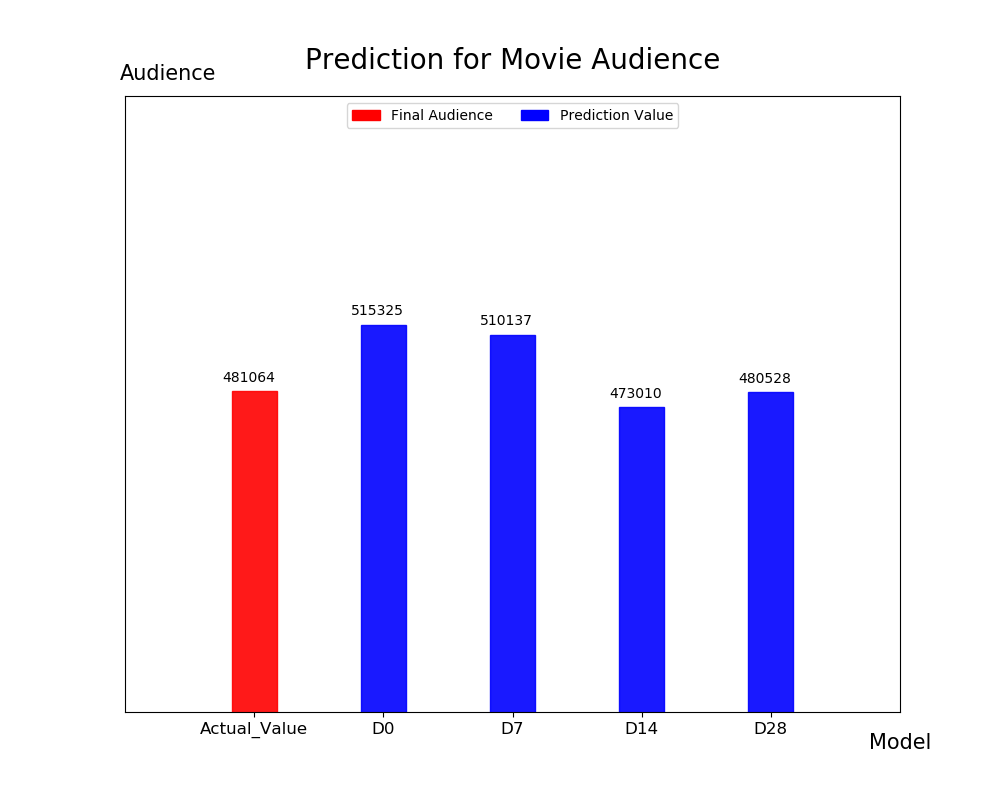 Prediction for Movie Audience
Audience
Final Audience
Prediction Value
515325
510137
481064
473010
480528
Actual_Value
D0
D7
D14
D28
Model